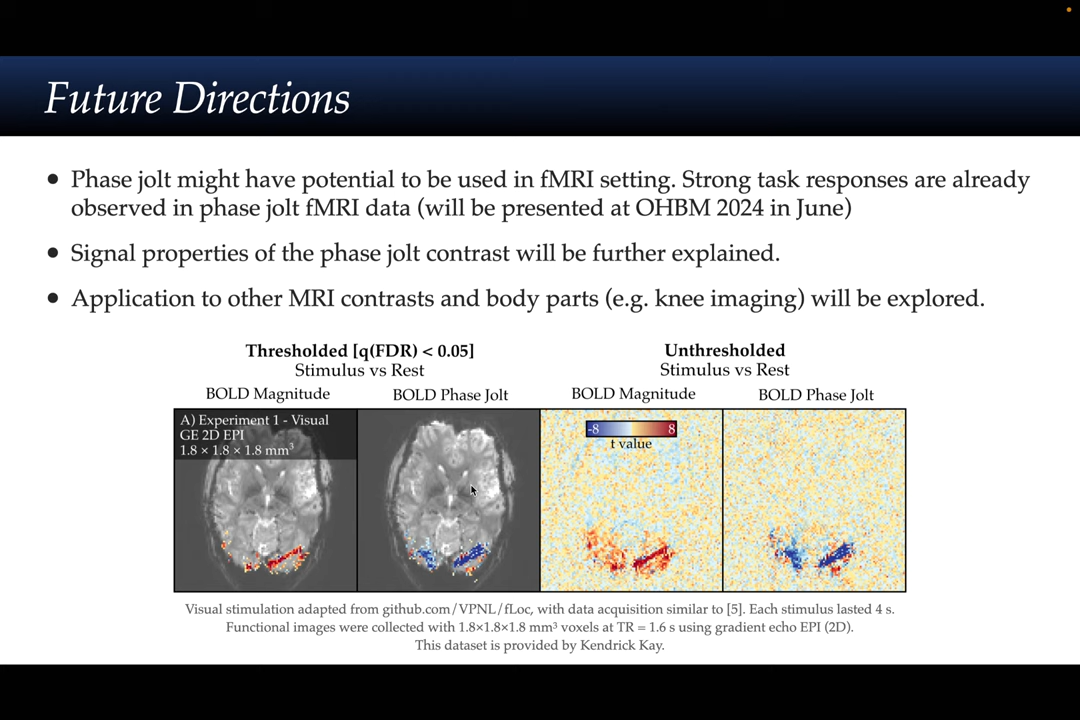 Future Directions
• Phase jolt might have potential to be used in fMRI setting. Strong task responses are already
observed in phase jolt fMRI data (will be presented at OHBM 2024 in June)
• Signal properties of the phase jolt contrast will be further explained.
• Application to other MRI contrasts and body parts (e.g. knee imaging) will be explored.
Thresholded [q(FDR) < 0.05]
Stimulus vs Rest
BOLD Magnitude
BOLD Phase Jolt
Unthresholded
Stimulus vs Rest
BOLD Magnitude
BOLD Phase Jolt
A) Experiment 1 - Visual
GE 2D EPI
1.8 × 1.8 × 1.8 mm³
-8 8
t value
Visual stimulation adapted from github.com/VPNL/fLoc, with data acquisition similar to [5]. Each stimulus lasted 4 s.
Functional images were collected with 1.8×1.8×1.8 mm³ voxels at TR = 1.6 s using gradient echo EPI (2D).
This dataset is provided by Kendrick Kay.